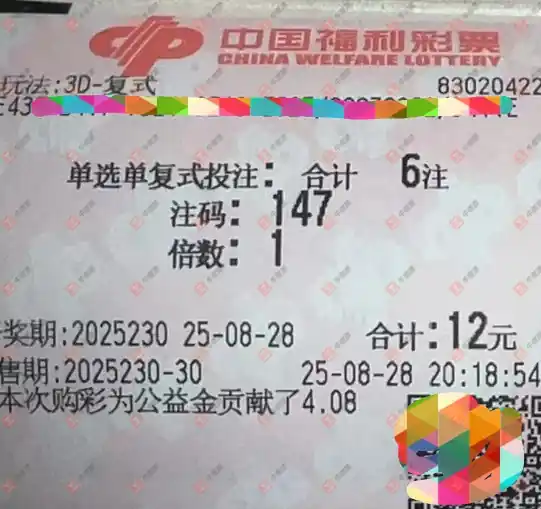 中国福利彩票
CHINA WELFARE LOTTERY
玩法:3D-复式
83020422
单选单复式投注: 合计 6注
注码: 147
倍数: 1
奖期:2025230 25-08-28 合计:12元
售期:2025230-30 25-08-28 20:18:54
本次购彩为公益金贡献了4.08